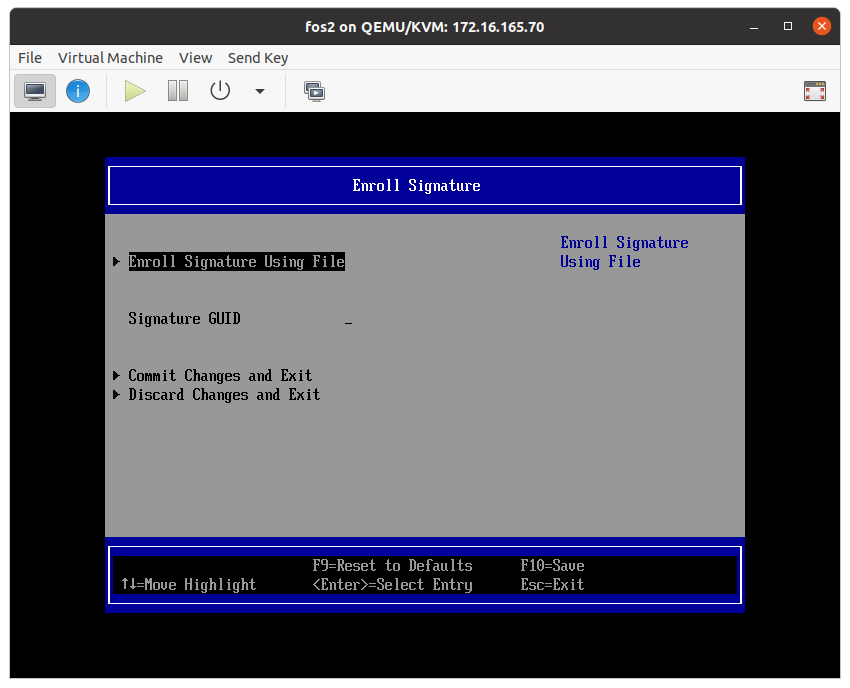 fos2 on QEMU/KVM: 172.16.165.70
File Virtual Machine View Send Key
Enroll Signature
Enroll Signature Using File
Enroll Signature
Using File
Signature GUID _
Commit Changes and Exit
Discard Changes and Exit
F9=Reset to Defaults F10=Save
↑↓=Move Highlight <Enter>=Select Entry Esc=Exit